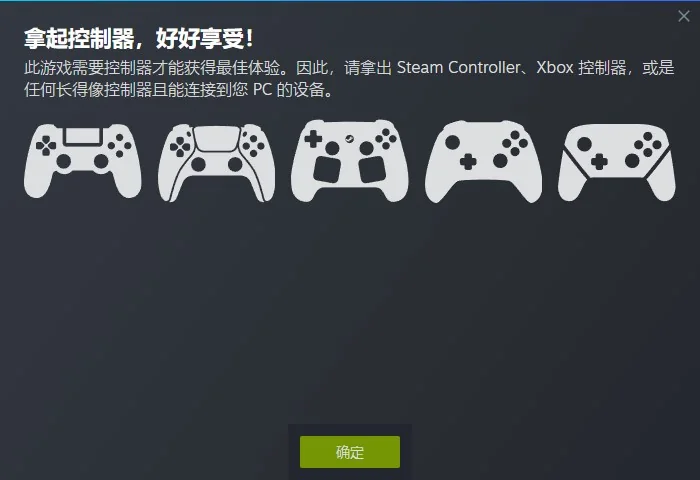 拿起控制器，好好享受！
此游戏需要控制器才能获得最佳体验。因此，请拿出 Steam Controller、Xbox 控制器，或是
任何长得像控制器且能连接到您 PC 的设备。
确定